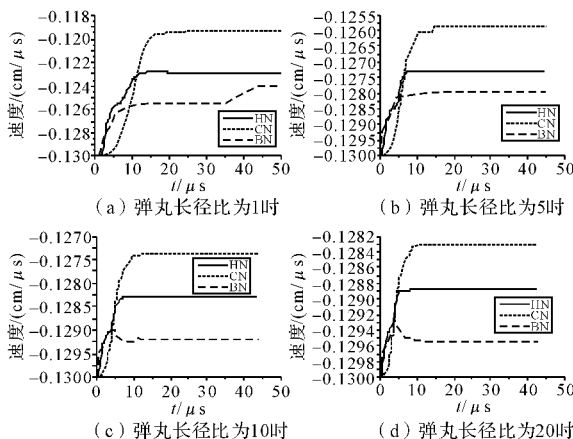 -0.118
-0.120
-0.122
-0.124
-0.126
-0.128
-0.130
速度/(cm/μs)
HN
CN
BN
0 10 20 30 40 50
t/μs
(a)弹丸长径比为1吋
-0.1255
-0.1260
-0.1265
-0.1270
-0.1275
-0.1280
-0.1285
-0.1290
-0.1295
-0.1300
速度/(cm/μs)
HN
CN
BN
0 10 20 30 40 50
t/μs
(b)弹丸长径比为5吋
-0.1270
-0.1275
-0.1280
-0.1285
-0.1290
-0.1295
-0.1300
速度/(cm/μs)
HN
CN
BN
0 10 20 30 40 50
t/μs
(c)弹丸长径比为10吋
-0.1282
-0.1284
-0.1286
-0.1288
-0.1290
-0.1292
-0.1294
-0.1296
-0.1298
-0.1300
速度/(cm/μs)
HN
CN
BN
0 10 20 30 40 50
t/μs
(d)弹丸长径比为20吋